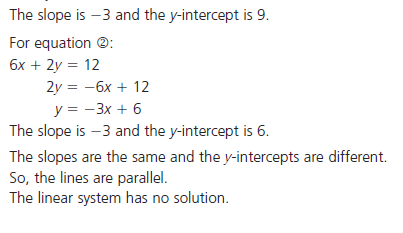 The slope is −3 and the y-intercept is 9.
For equation ②:
6x + 2y = 12
2y = −6x + 12
y = −3x + 6
The slope is −3 and the y-intercept is 6.
The slopes are the same and the y-intercepts are different.
So, the lines are parallel.
The linear system has no solution.